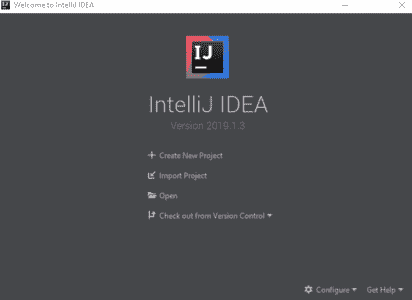 Welcome to IntelliJ IDEA
IJ
IntelliJ IDEA
Version 2019.1.3
Create New Project
Import Project
Open
Check out from Version Control
Configure
Get Help